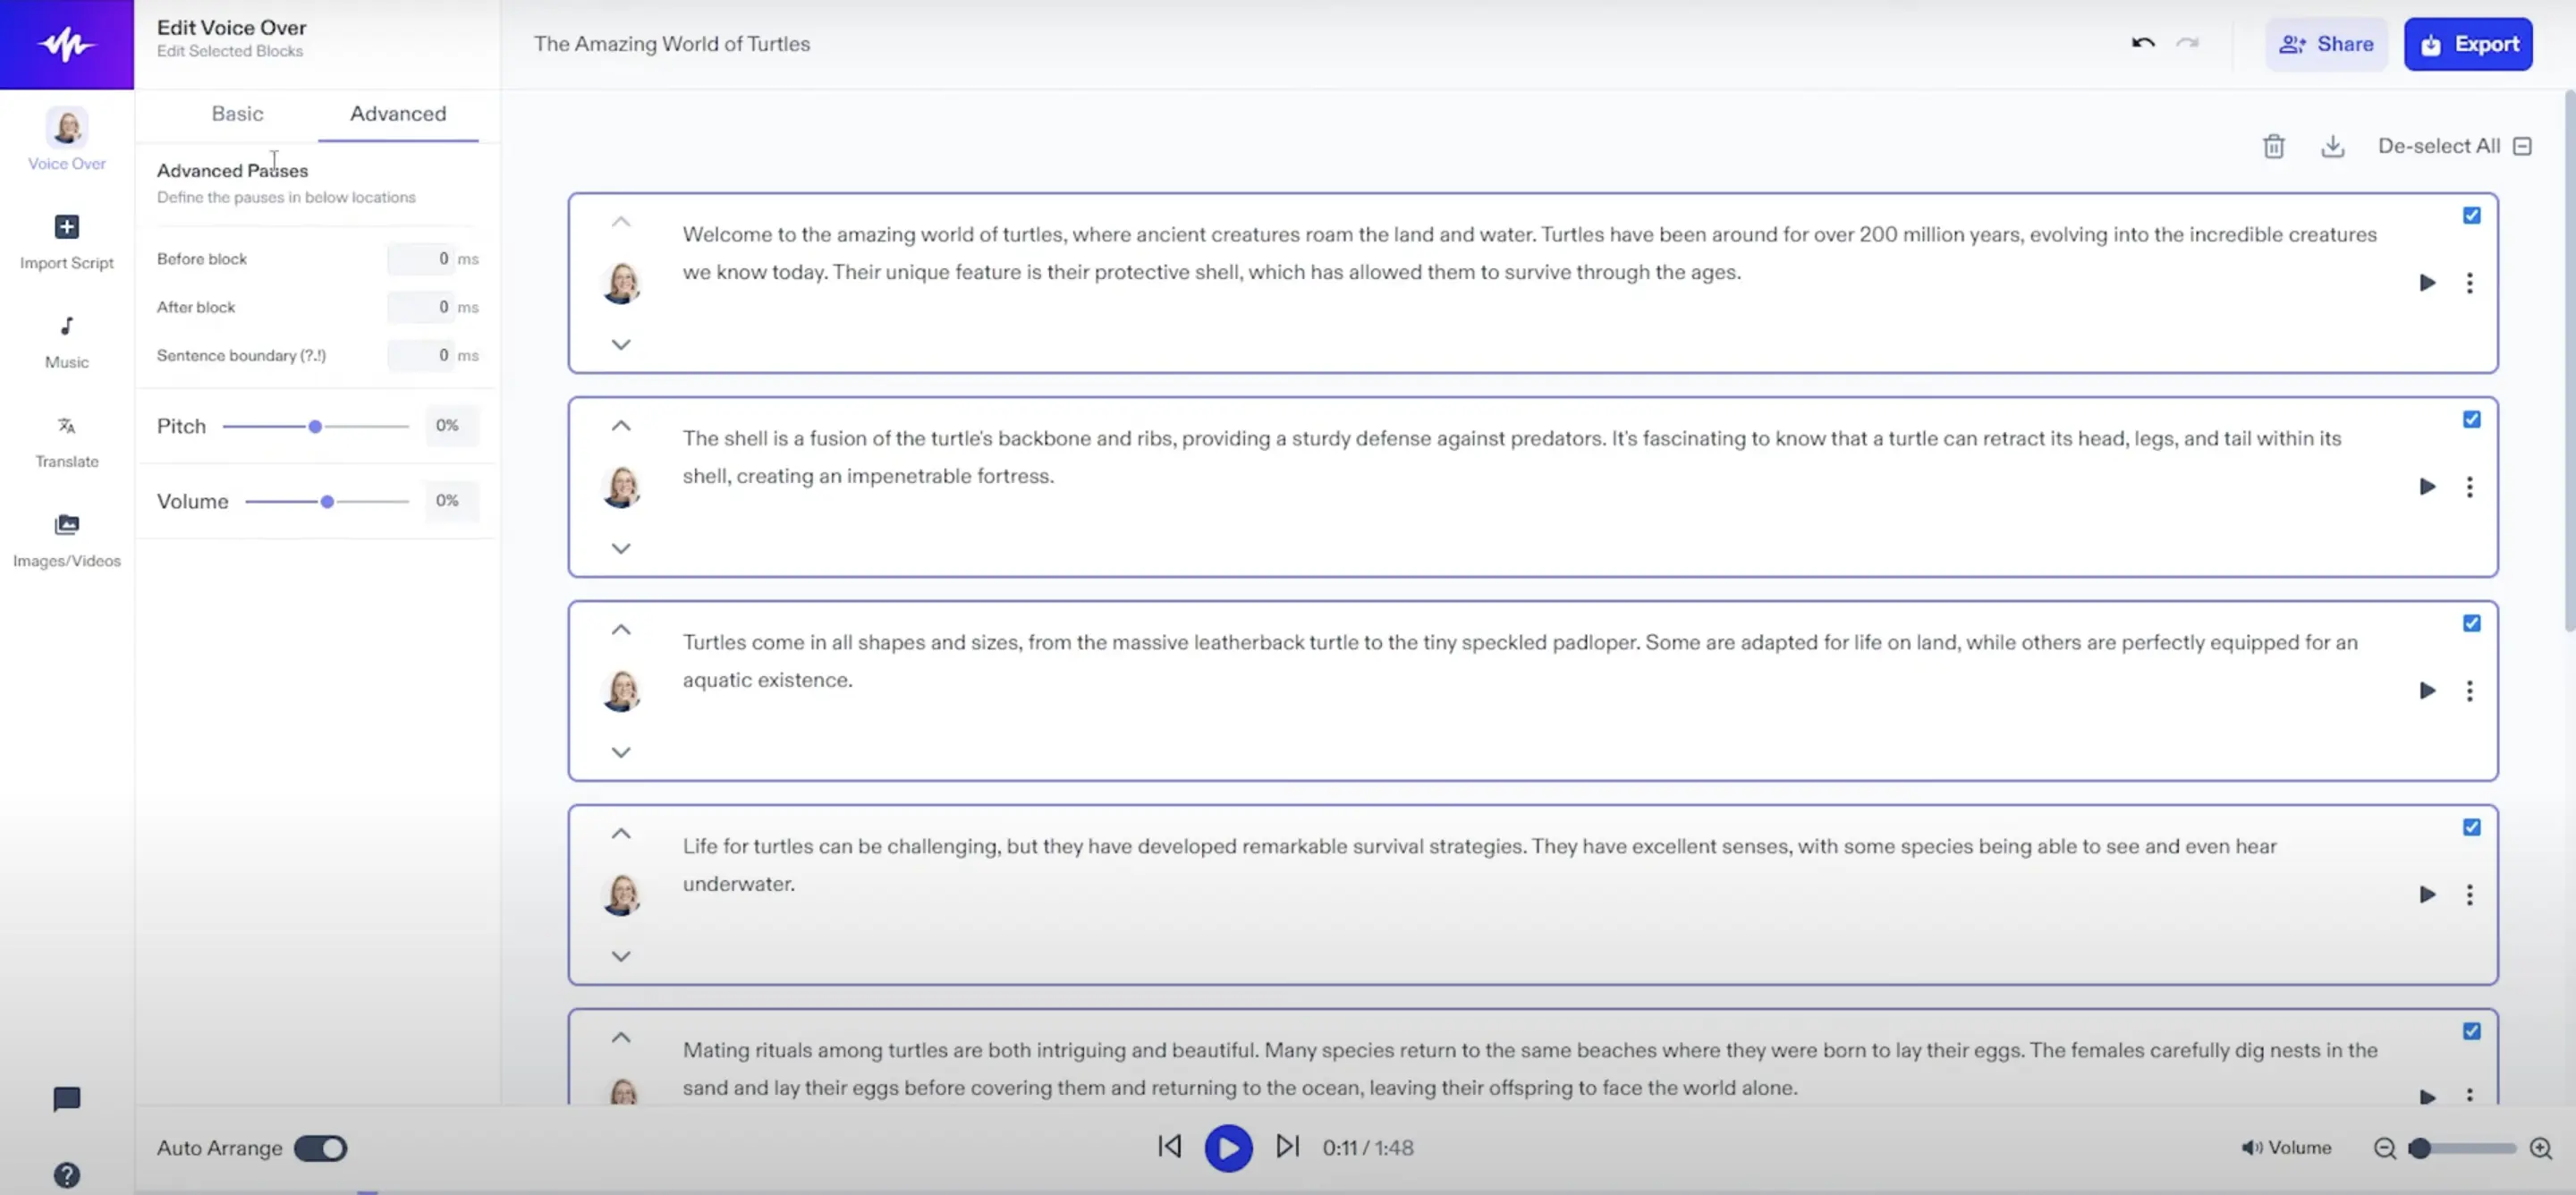 Edit Voice Over
Edit Selected Blocks
The Amazing World of Turtles
Share
Export
Voice Over
Import Script
Music
Translate
Images/Videos
Basic
Advanced
Advanced Pauses
Define the pauses in below locations
Before block 0 ms
After block 0 ms
Sentence boundary (?.!) 0 ms
Pitch 0%
Volume 0%
De-select All
Welcome to the amazing world of turtles, where ancient creatures roam the land and water. Turtles have been around for over 200 million years, evolving into the incredible creatures
we know today. Their unique feature is their protective shell, which has allowed them to survive through the ages.
The shell is a fusion of the turtle's backbone and ribs, providing a sturdy defense against predators. It's fascinating to know that a turtle can retract its head, legs, and tail within its
shell, creating an impenetrable fortress.
Turtles come in all shapes and sizes, from the massive leatherback turtle to the tiny speckled padloper. Some are adapted for life on land, while others are perfectly equipped for an
aquatic existence.
Life for turtles can be challenging, but they have developed remarkable survival strategies. They have excellent senses, with some species being able to see and even hear
underwater.
Mating rituals among turtles are both intriguing and beautiful. Many species return to the same beaches where they were born to lay their eggs. The females carefully dig nests in the
sand and lay their eggs before covering them and returning to the ocean, leaving their offspring to face the world alone.
Auto Arrange
0:11 / 1:48
Volume